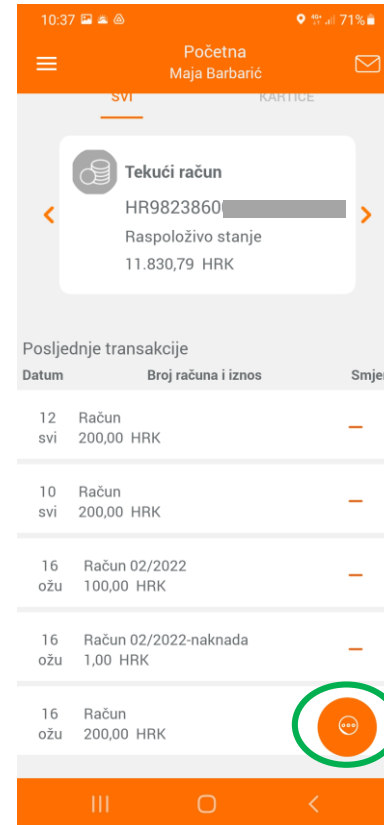 10:37 71%
Početna
Maja Barbarić
SVI KARTICE
Tekući račun
HR9823860
Raspoloživo stanje
11.830,79 HRK
Posljednje transakcije
Datum Broj računa i iznos Smjer
12 Račun
svi 200,00 HRK
10 Račun
svi 200,00 HRK
16 Račun 02/2022
ožu 100,00 HRK
16 Račun 02/2022-naknada
ožu 1,00 HRK
16 Račun
ožu 200,00 HRK